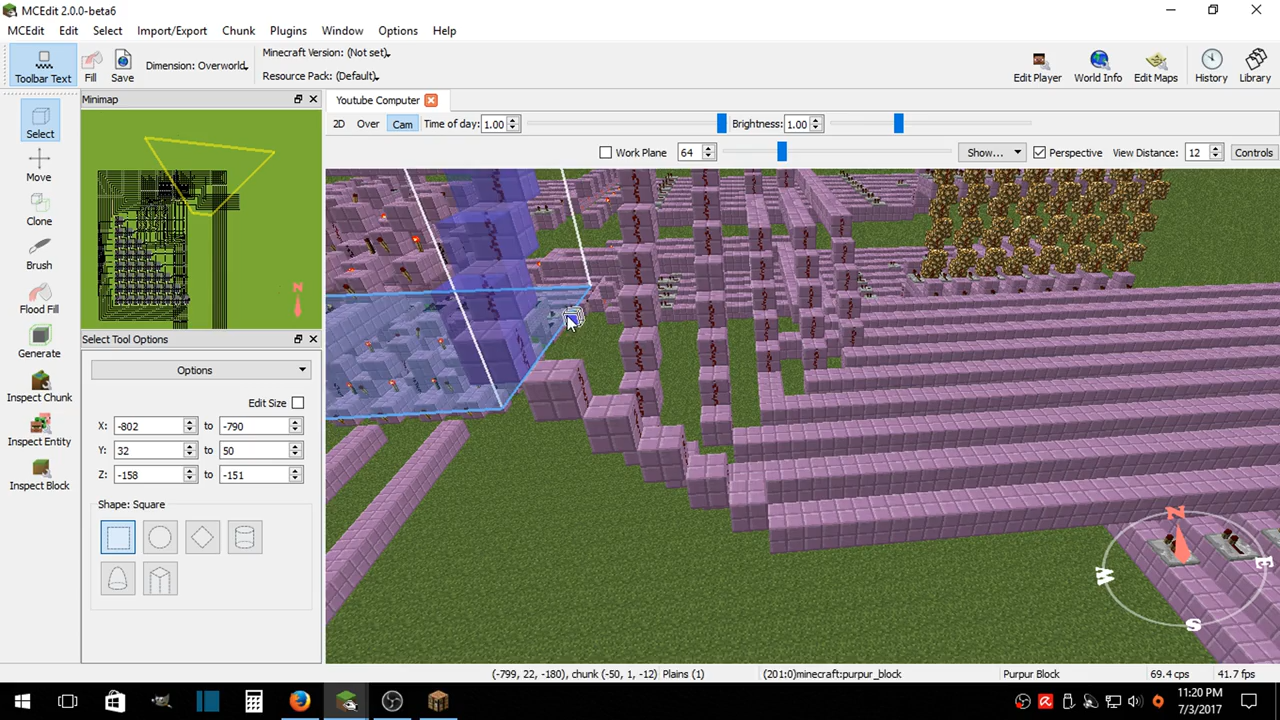 MCEdit 2.0.0-beta6
MCEdit Edit Select Import/Export Chunk Plugins Window Options Help
Toolbar Text Fill Save Dimension: Overworld Minecraft Version: (Not set)
Resource Pack: (Default) Edit Player World Info Edit Maps History Library
Minimap
Youtube Computer
2D Over Cam Time of day: 1.00 Brightness: 1.00
Work Plane 64 Show... Perspective View Distance: 12 Controls
Select
Move
Clone
Brush
Flood Fill
Generate
Inspect Chunk
Inspect Entity
Inspect Block
N
Select Tool Options
Options
Edit Size
X: -802 to -790
Y: 32 to 50
Z: -158 to -151
Shape: Square
N
W E
S
(-799, 22, -180), chunk (-50, 1, -12) Plains (1) (201:0)minecraft:purpur_block Purpur Block 69.4 cps 41.7 fps
11:20 PM
7/3/2017